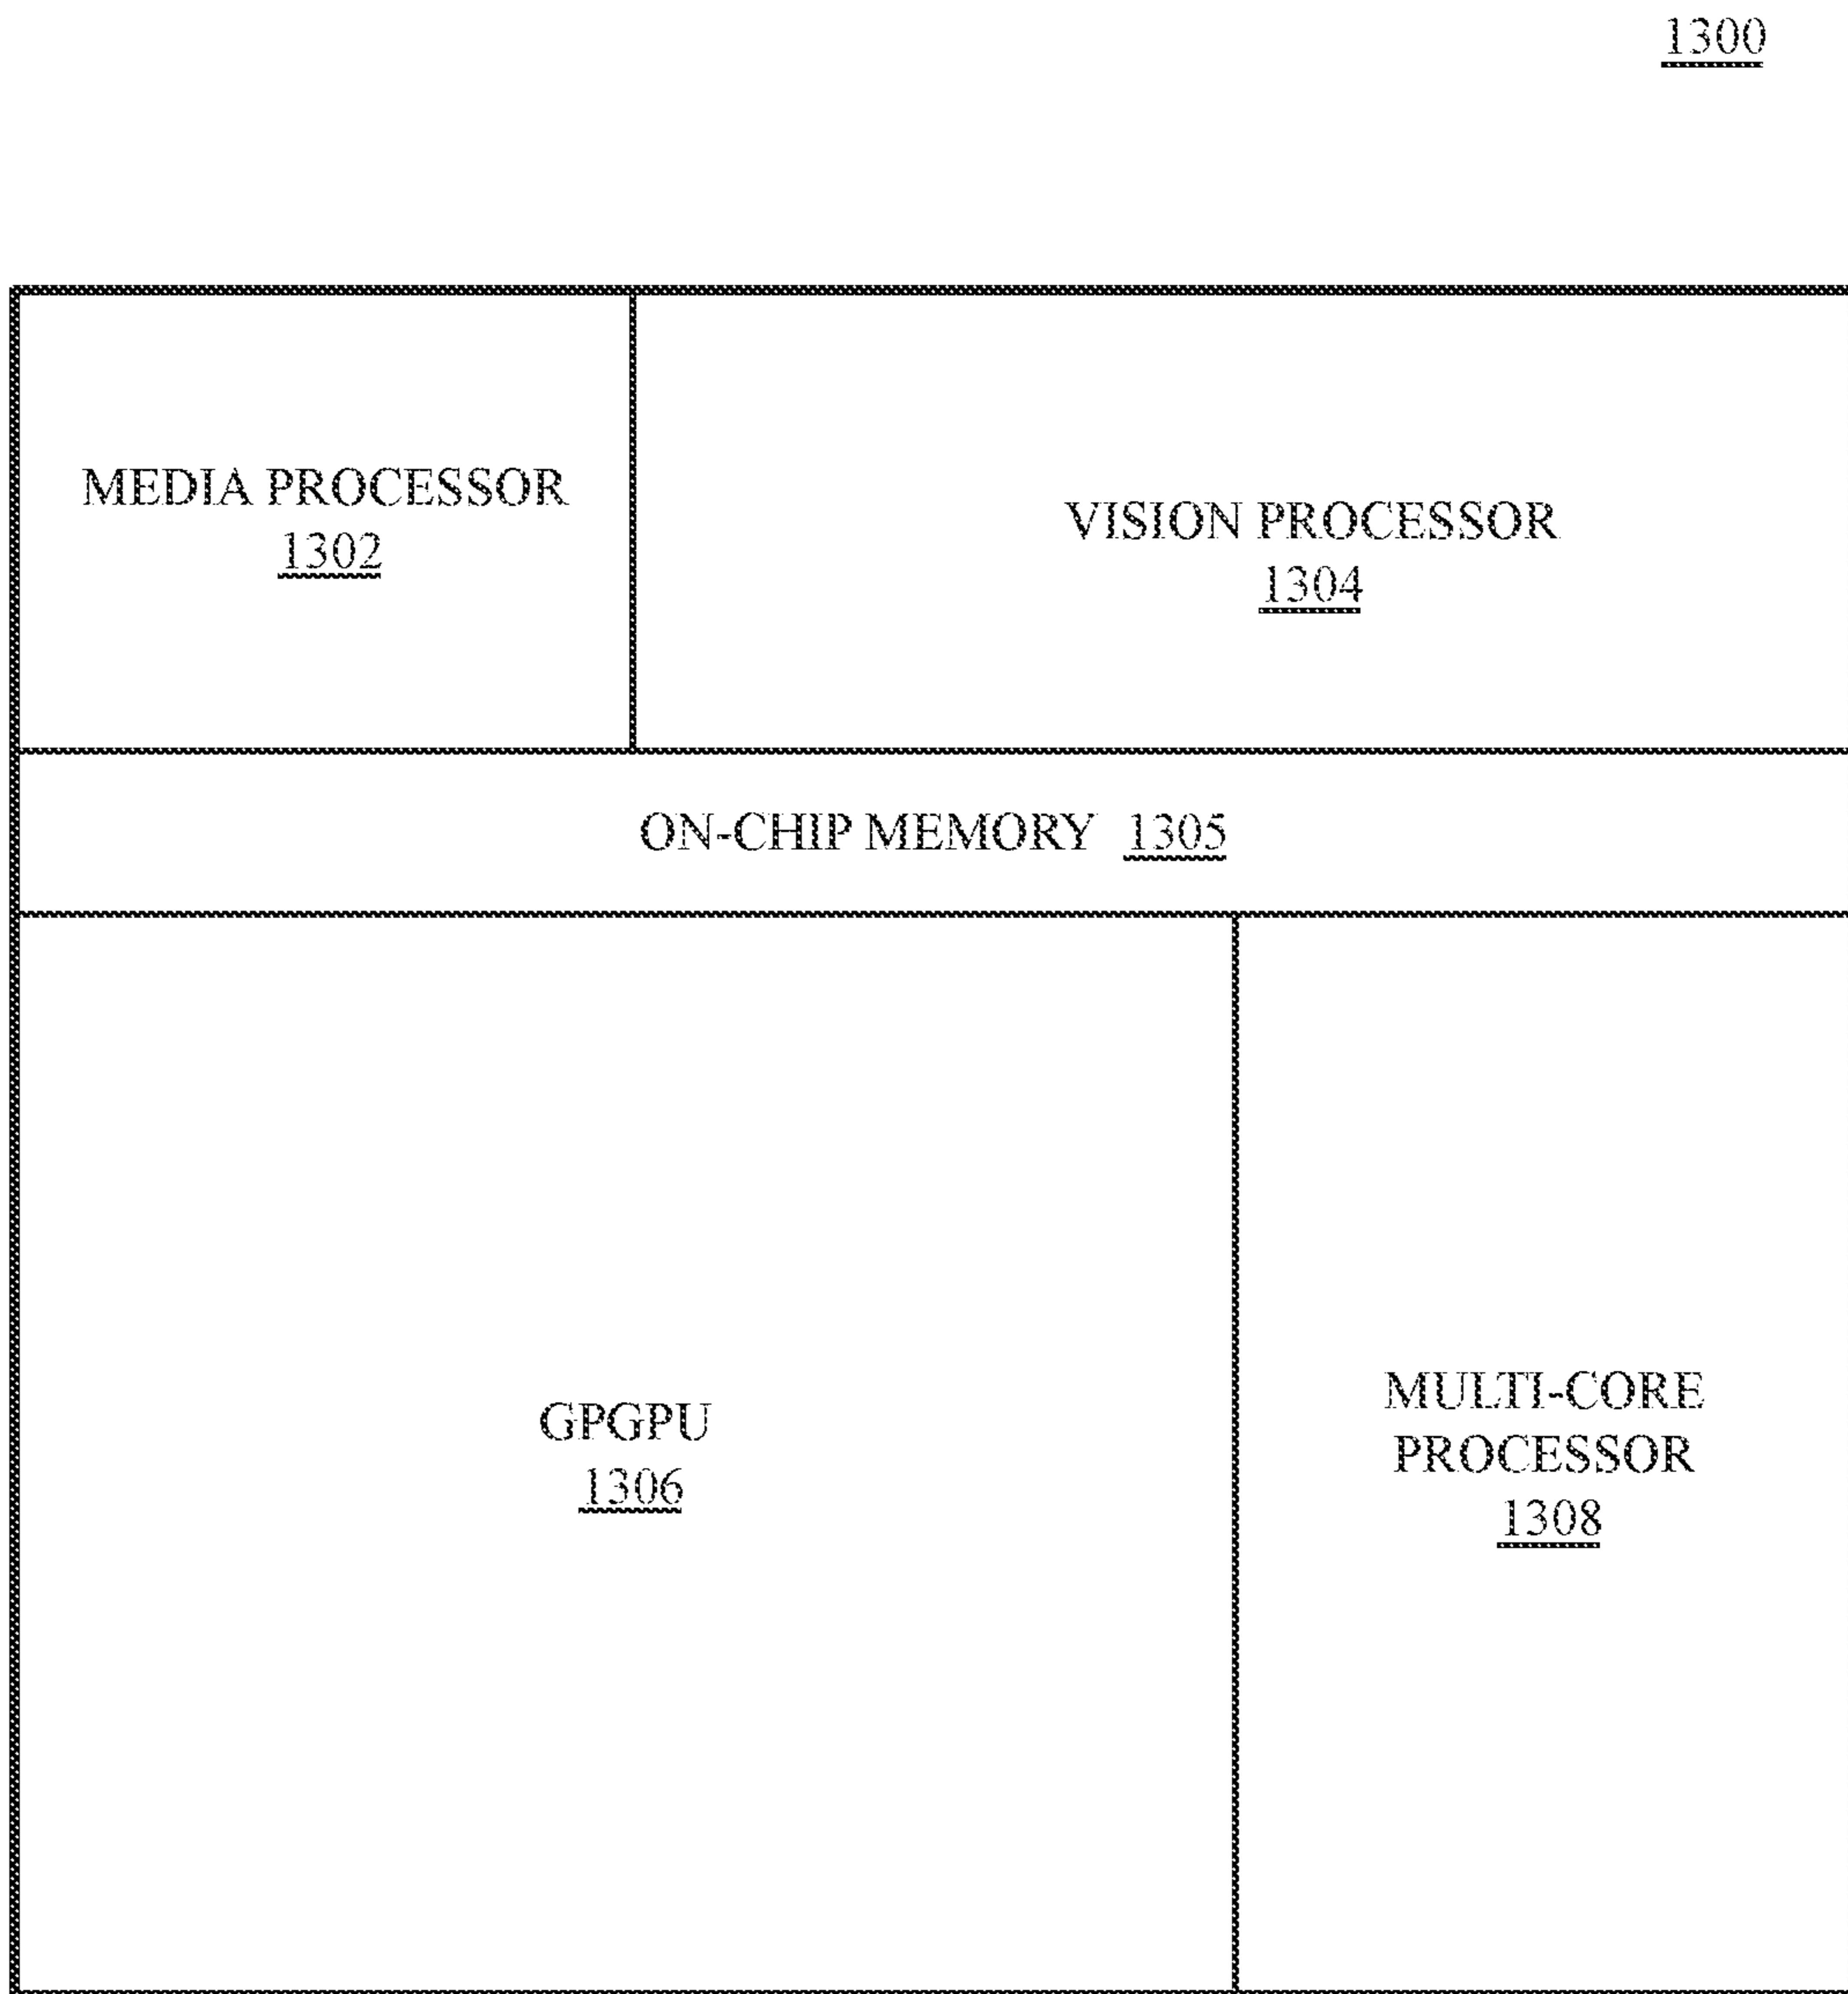 1300
MEDIA PROCESSOR
1302
VISION PROCESSOR
1304
ON-CHIP MEMORY 1305
GPGPU
1306
MULTI-CORE
PROCESSOR
1308